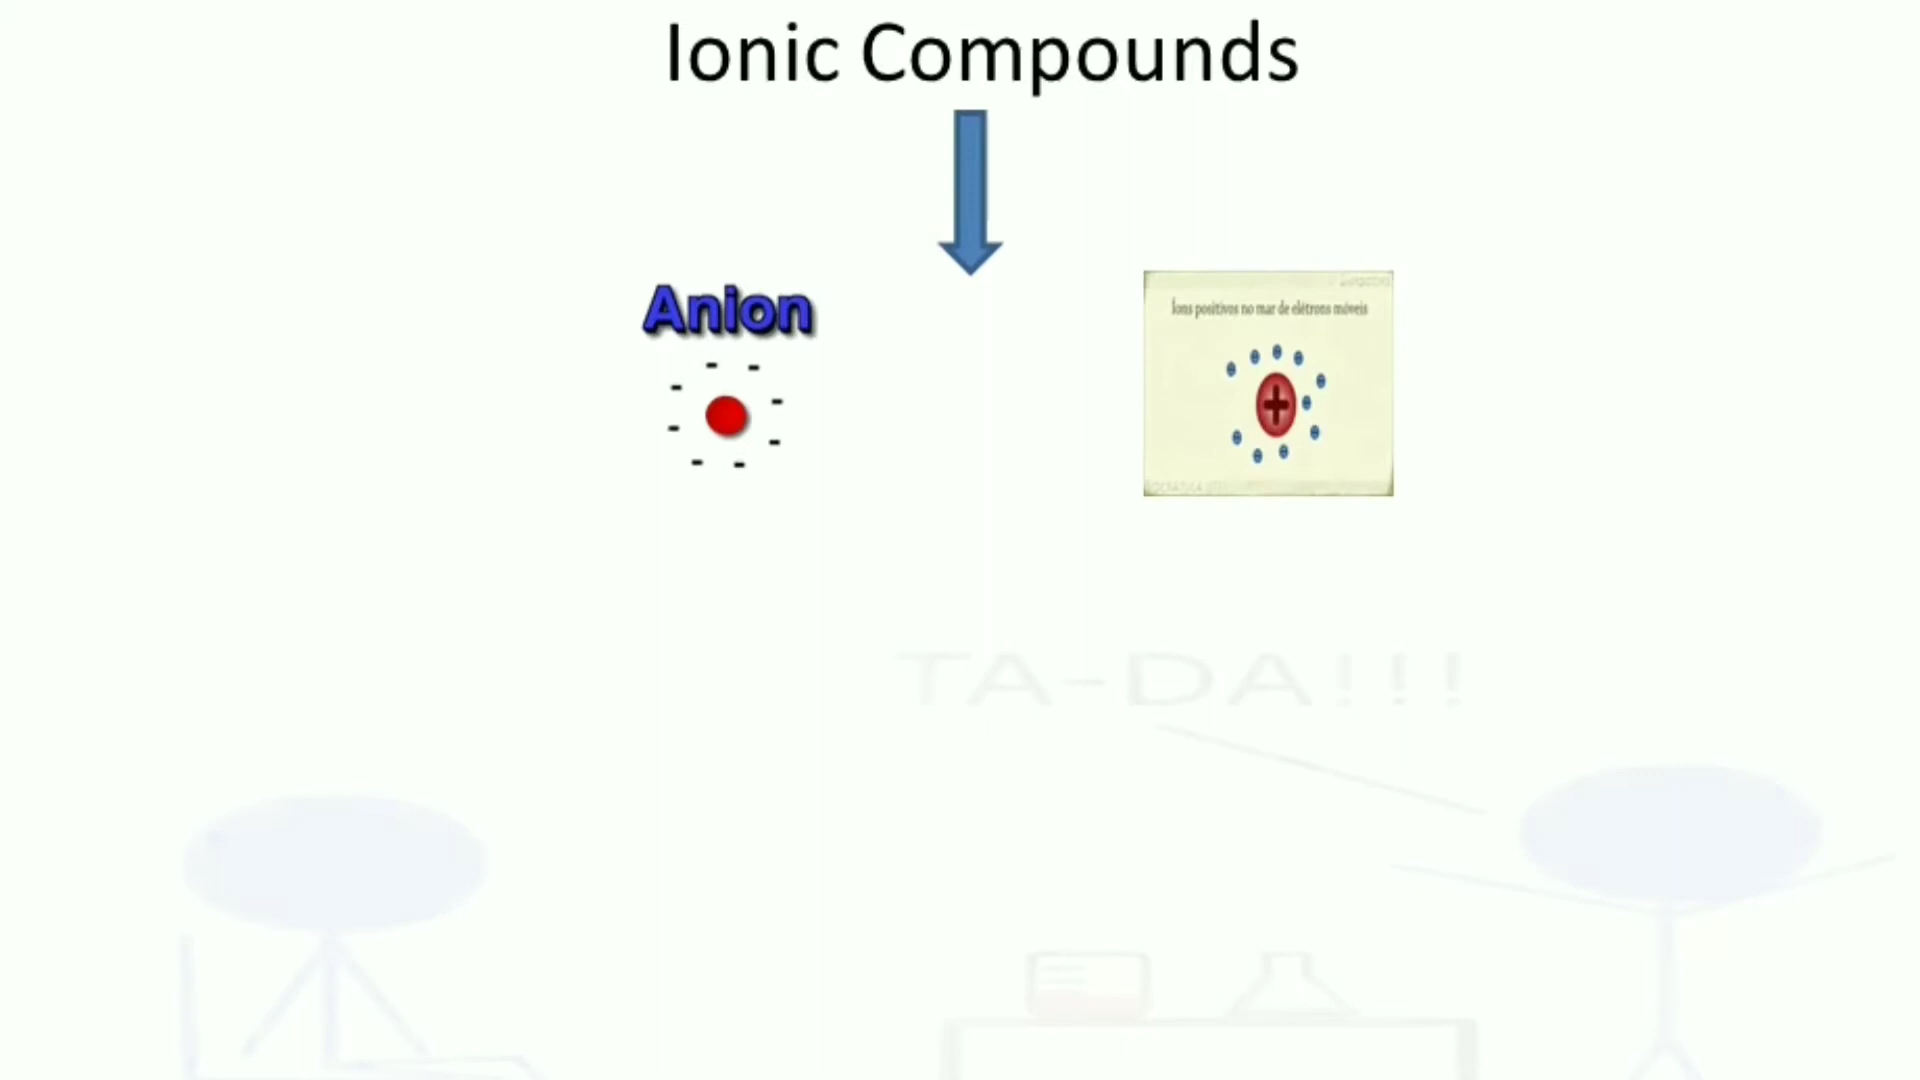 Ionic Compounds
Anion
Íons positivos no mar de elétrons móveis
TA-DA!!!